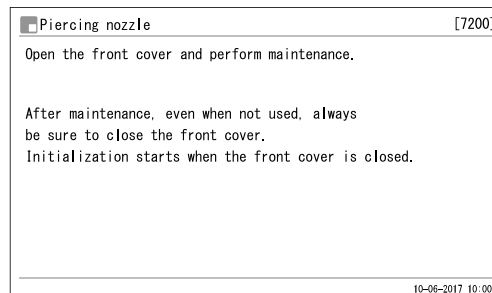 Piercing nozzle [7200]
Open the front cover and perform maintenance.
After maintenance, even when not used, always
be sure to close the front cover.
Initialization starts when the front cover is closed.
10-06-2017 10:00